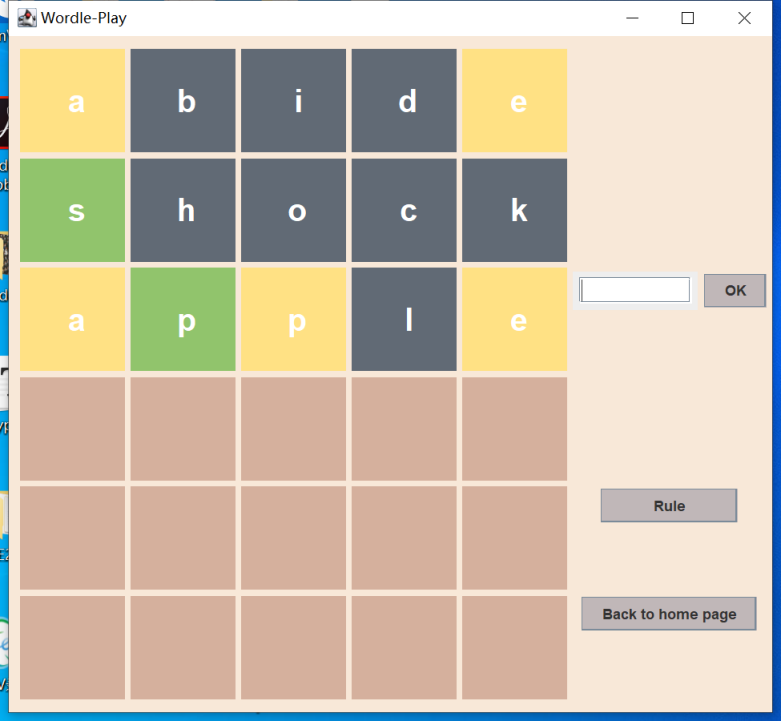 Wordle-Play
a b i d e
s h o c k
a p p l e
OK
Rule
Back to home page